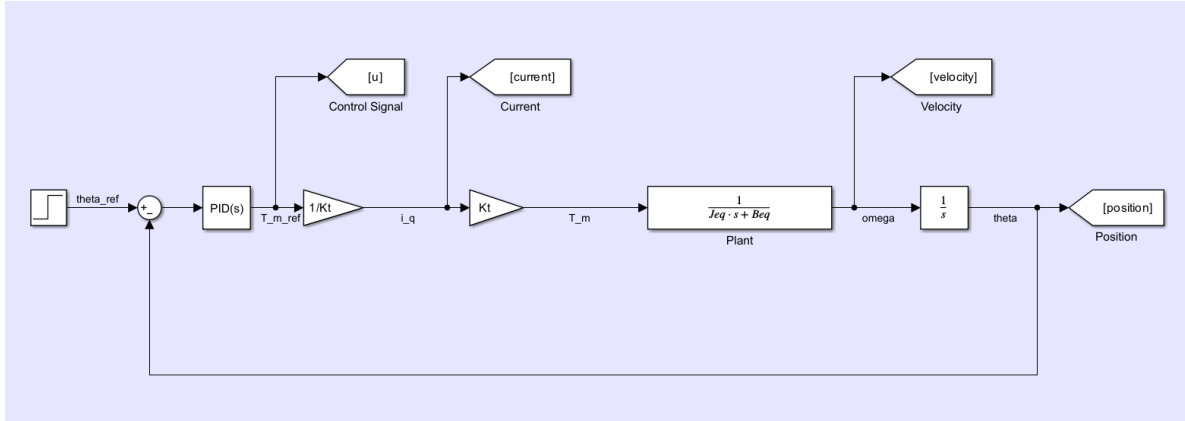 [u]
Control Signal
[current]
Current
[velocity]
Velocity
theta_ref
+
−
PID(s)
T_m_ref
1/Kt
i_q
Kt
T_m
1
Jeq · s + Beq
Plant
omega
1
s
theta
[position]
Position